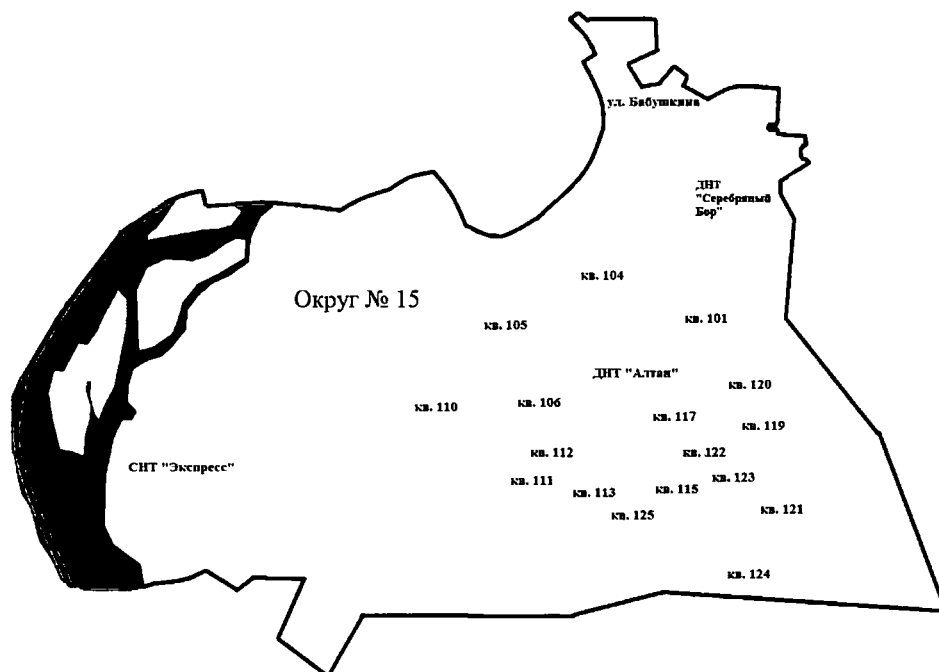 ул. Бабушкина
ДНТ
"Серебряный
Бор"
кв. 104
Округ № 15
кв. 101
кв. 105
ДНТ "Алтан"
кв. 120
кв. 106
кв. 110
кв. 117
кв. 119
кв. 112
кв. 122
СНТ "Экспресс"
кв. 123
кв. 111
кв. 115
кв. 113
кв. 121
кв. 125
кв. 124